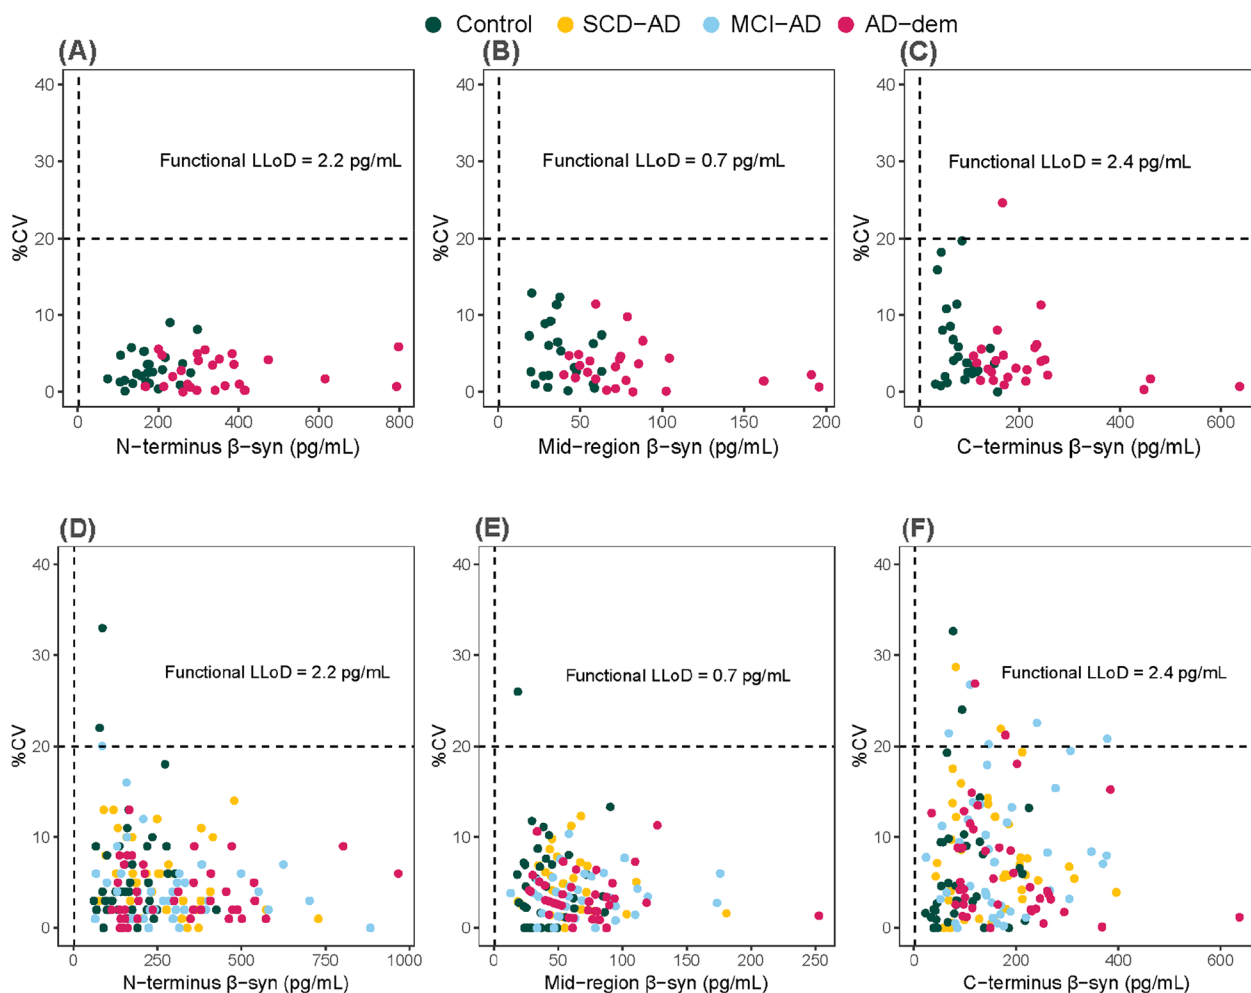 Control SCD−AD MCI−AD AD−dem
(A) (B) (C)
40 40 40
Functional LLoD = 2.2 pg/mL Functional LLoD = 0.7 pg/mL Functional LLoD = 2.4 pg/mL
30 30 30
%CV %CV %CV
20 20 20
10 10 10
0 0 0
0 200 400 600 800 0 50 100 150 200 0 200 400 600
N−terminus β−syn (pg/mL) Mid−region β−syn (pg/mL) C−terminus β−syn (pg/mL)
(D) (E) (F)
40 40 40
30 30 30
Functional LLoD = 2.2 pg/mL Functional LLoD = 0.7 pg/mL Functional LLoD = 2.4 pg/mL
%CV %CV %CV
20 20 20
10 10 10
0 0 0
0 250 500 750 1000 0 50 100 150 200 250 0 200 400 600
N−terminus β−syn (pg/mL) Mid−region β−syn (pg/mL) C−terminus β−syn (pg/mL)